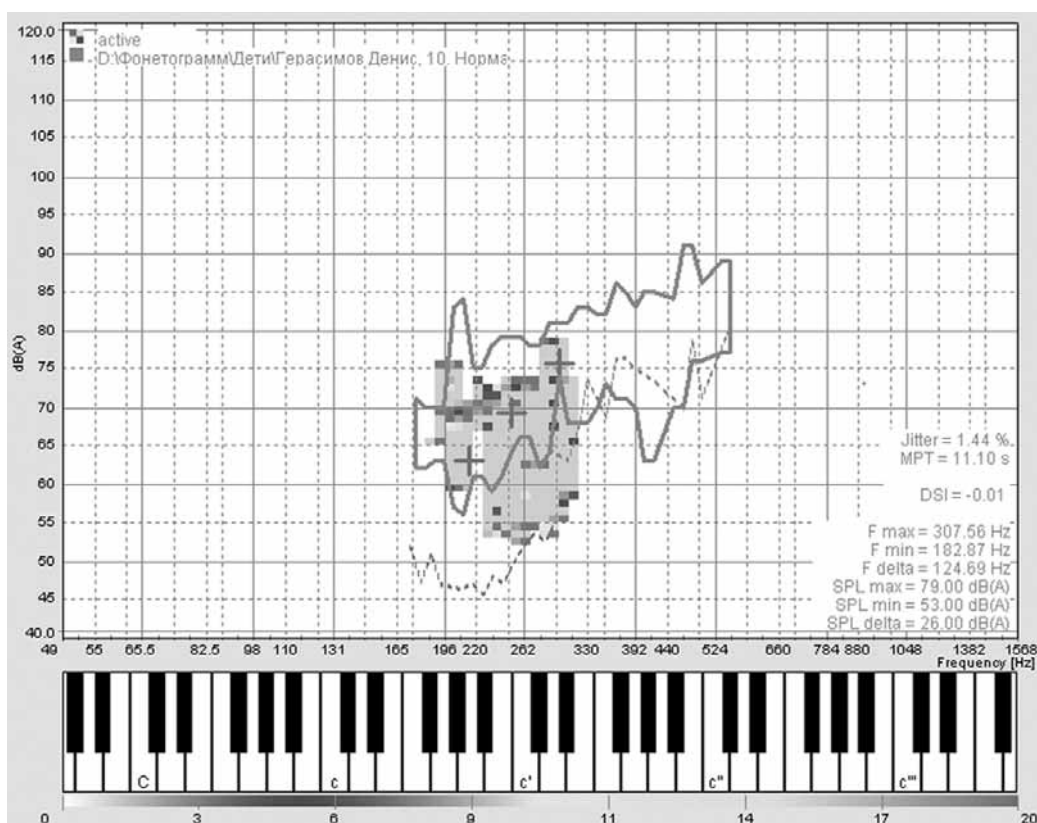 120.0
active
D:\Фонетограмм\Дети\Герасимов Денис, 10. Норма
115
110
105
100
95
90
85
80
dB(A)
75
70
65
60
55
50
45
40.0
Jitter = 1.44 %
MPT = 11.10 s
DSI = -0.01
F max = 307.56 Hz
F min = 182.87 Hz
F delta = 124.69 Hz
SPL max = 79.00 dB(A)
SPL min = 53.00 dB(A)
SPL delta = 26.00 dB(A)
49 55 65.5 82.5 98 110 131 165 196 220 262 330 392 440 524 660 784 880 1048 1382 1568
Frequency [Hz]
C c c' c'' c'''
0 3 6 9 11 14 17 20